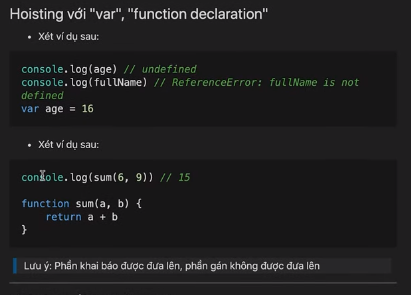 Hoisting với "var", "function declaration"
• Xét ví dụ sau:
console.log(age) // undefined
console.log(fullName) // ReferenceError: fullName is not
defined
var age = 16
• Xét ví dụ sau:
console.log(sum(6, 9)) // 15
function sum(a, b) {
return a + b
}
Lưu ý: Phần khai báo được đưa lên, phần gán không được đưa lên